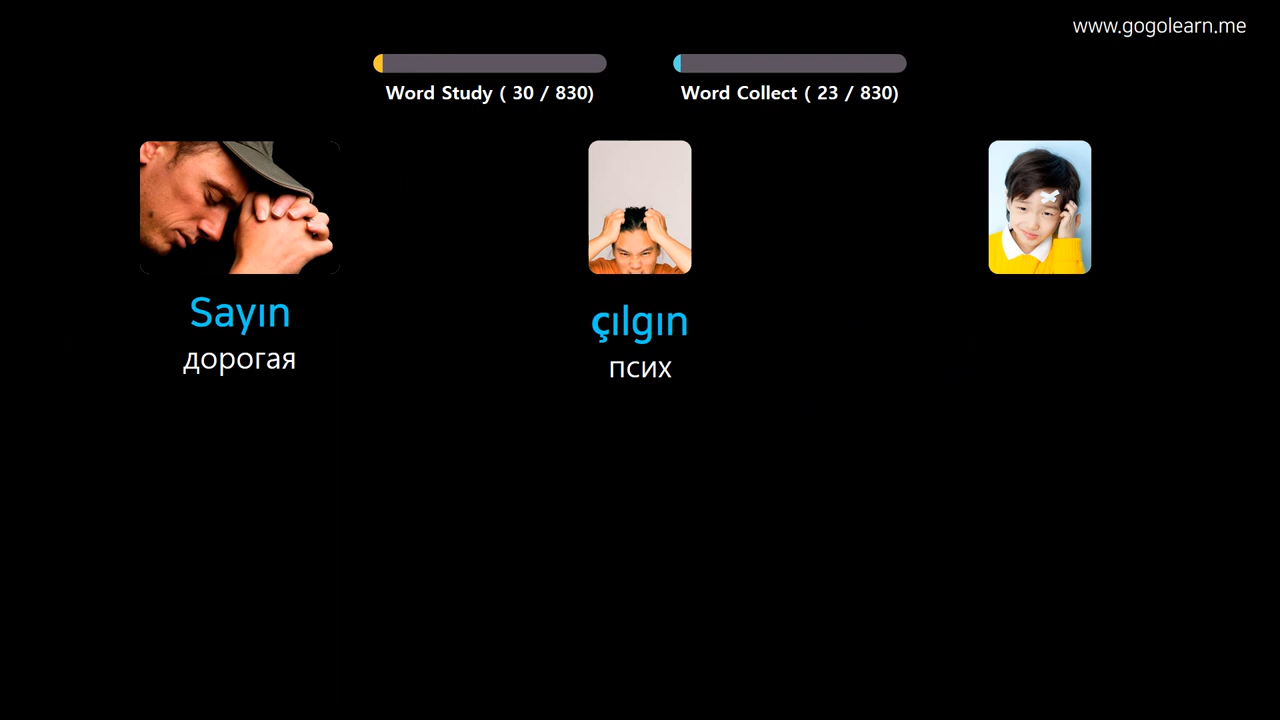 www.gogolearn.me
Word Study ( 30 / 830)
Word Collect ( 23 / 830)
Sayın
дорогая
çılgın
псих